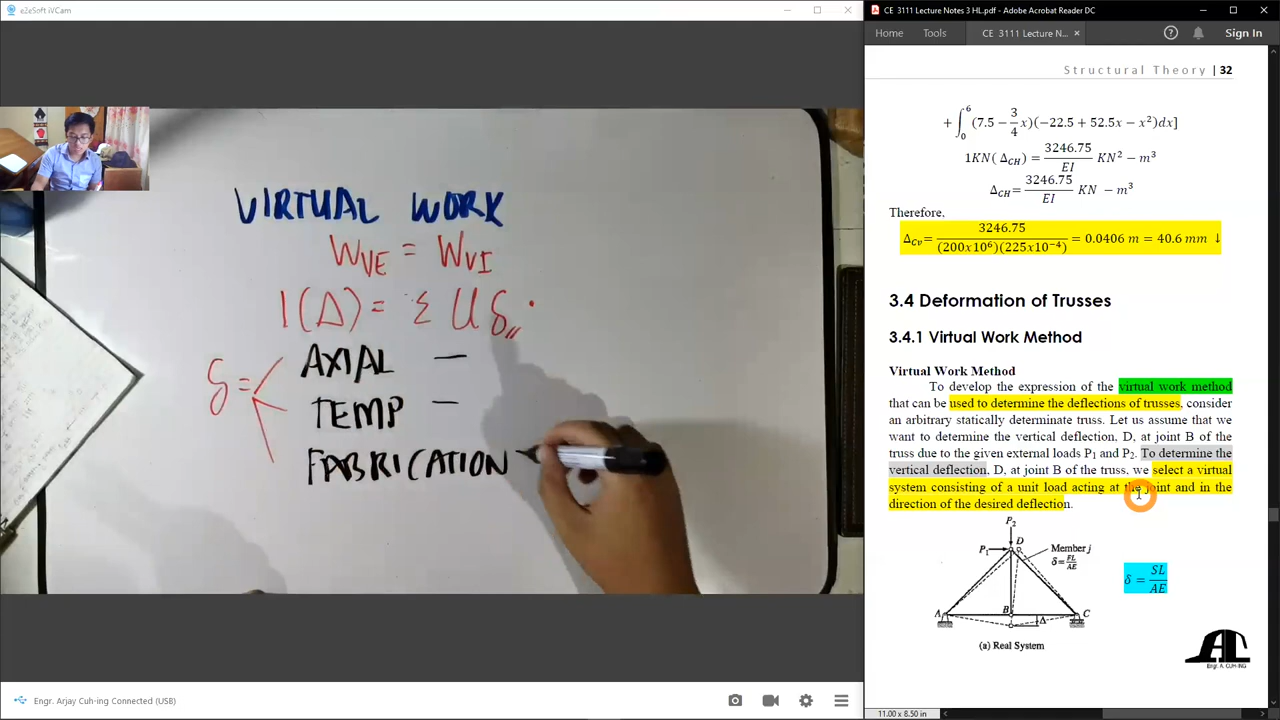 e2eSoft iVCam
VIRTUAL WORK
WVE = WVI
1(Δ) = Σ U δ
δ =
AXIAL —
TEMP —
FABRICATION
Engr. Arjay Cuh-ing Connected (USB)
CE 3111 Lecture Notes 3 HL.pdf - Adobe Acrobat Reader DC
Home Tools CE 3111 Lecture N... × Sign In
Structural Theory | 32
+ ∫₀⁶ (7.5 − 3/4 x)(−22.5 + 52.5x − x²)dx]
1KN( Δ_CH) = 3246.75/EI KN² − m³
Δ_CH= 3246.75/EI KN − m³
Therefore,
Δ_Cv= 3246.75/((200x10⁶)(225x10⁻⁴)) = 0.0406 m = 40.6 mm ↓
3.4 Deformation of Trusses
3.4.1 Virtual Work Method
Virtual Work Method
To develop the expression of the virtual work method
that can be used to determine the deflections of trusses, consider
an arbitrary statically determinate truss. Let us assume that we
want to determine the vertical deflection, D, at joint B of the
truss due to the given external loads P₁ and P₂. To determine the
vertical deflection, D, at joint B of the truss, we select a virtual
system consisting of a unit load acting at the joint and in the
direction of the desired deflection.
P₂
P₁ D Member j
δ = FL/AE
δ = SL/AE
A B Δ C
(a) Real System
Engr. A. CUH-ING
11.00 x 8.50 in